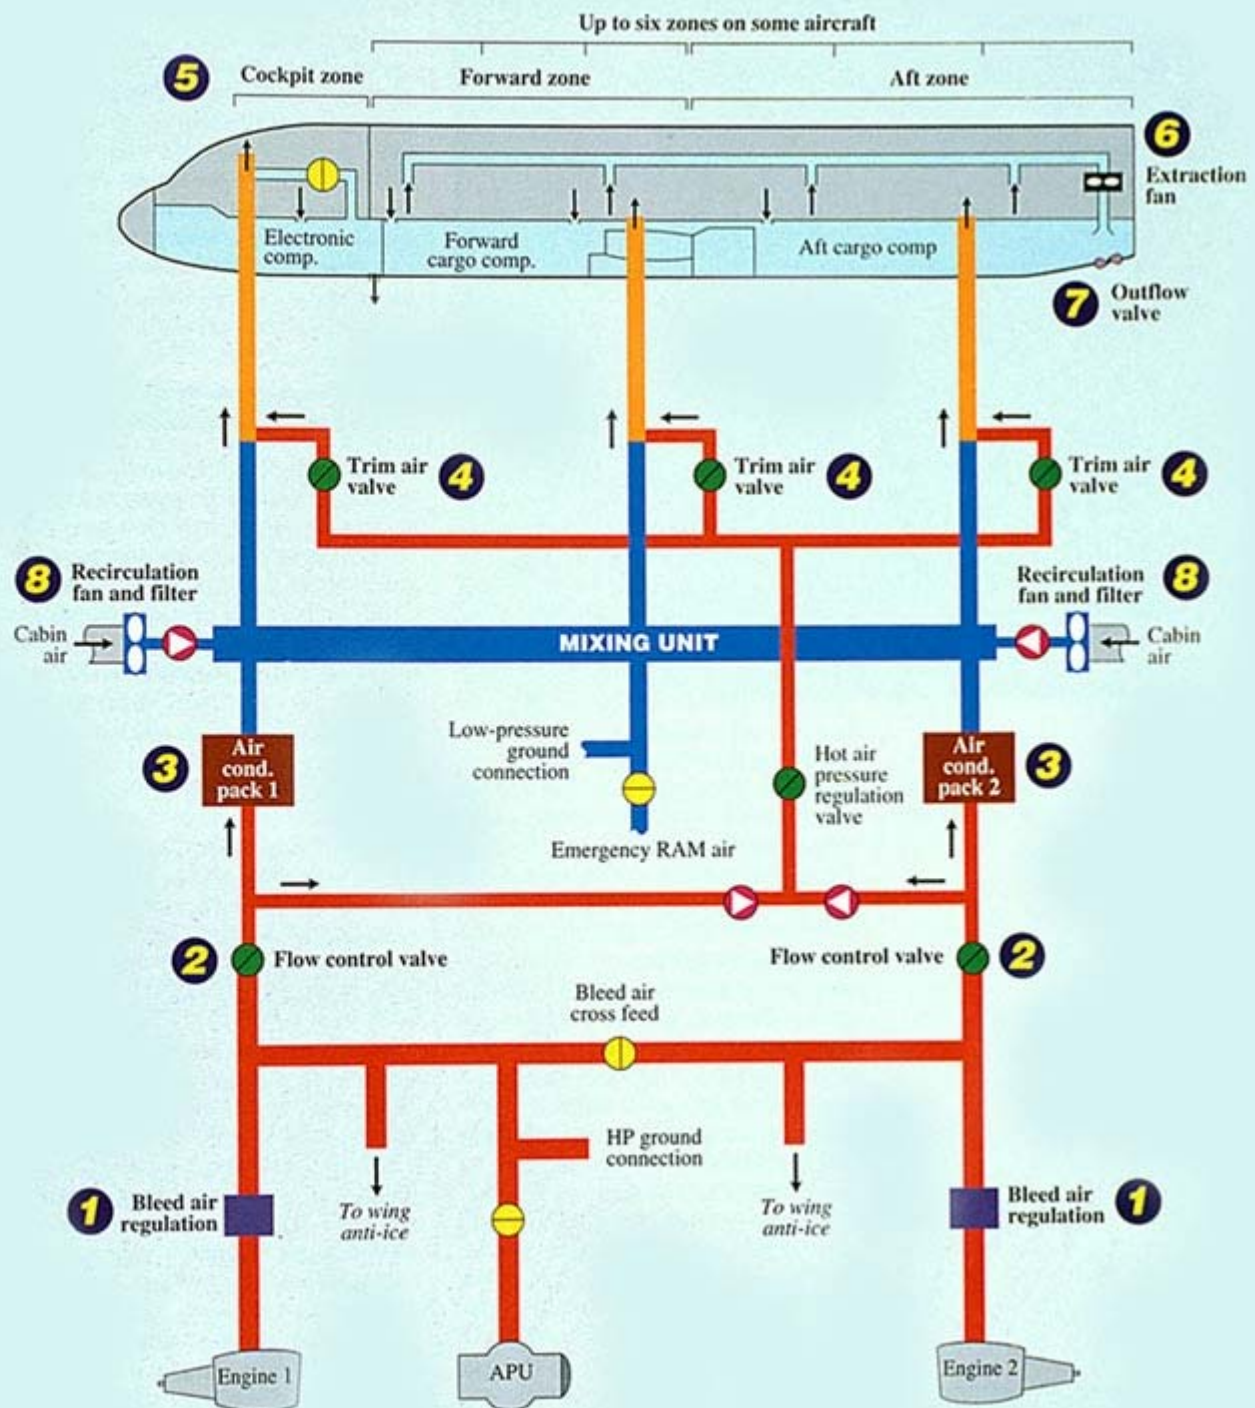 Up to six zones on some aircraft
5
Cockpit zone
Forward zone
Aft zone
6
Extraction
fan
Electronic
comp.
Forward
cargo comp.
Aft cargo comp
7
Outflow
valve
Trim air
valve
4
Trim air
valve
4
Trim air
valve
4
8
Recirculation
fan and filter
Recirculation
fan and filter
8
Cabin
air
MIXING UNIT
Cabin
air
3
Air
cond.
pack 1
Low-pressure
ground
connection
Hot air
pressure
regulation
valve
Air
cond.
pack 2
3
Emergency RAM air
2
Flow control valve
Flow control valve
2
Bleed air
cross feed
HP ground
connection
1
Bleed air
regulation
To wing
anti-ice
To wing
anti-ice
Bleed air
regulation
1
Engine 1
APU
Engine 2